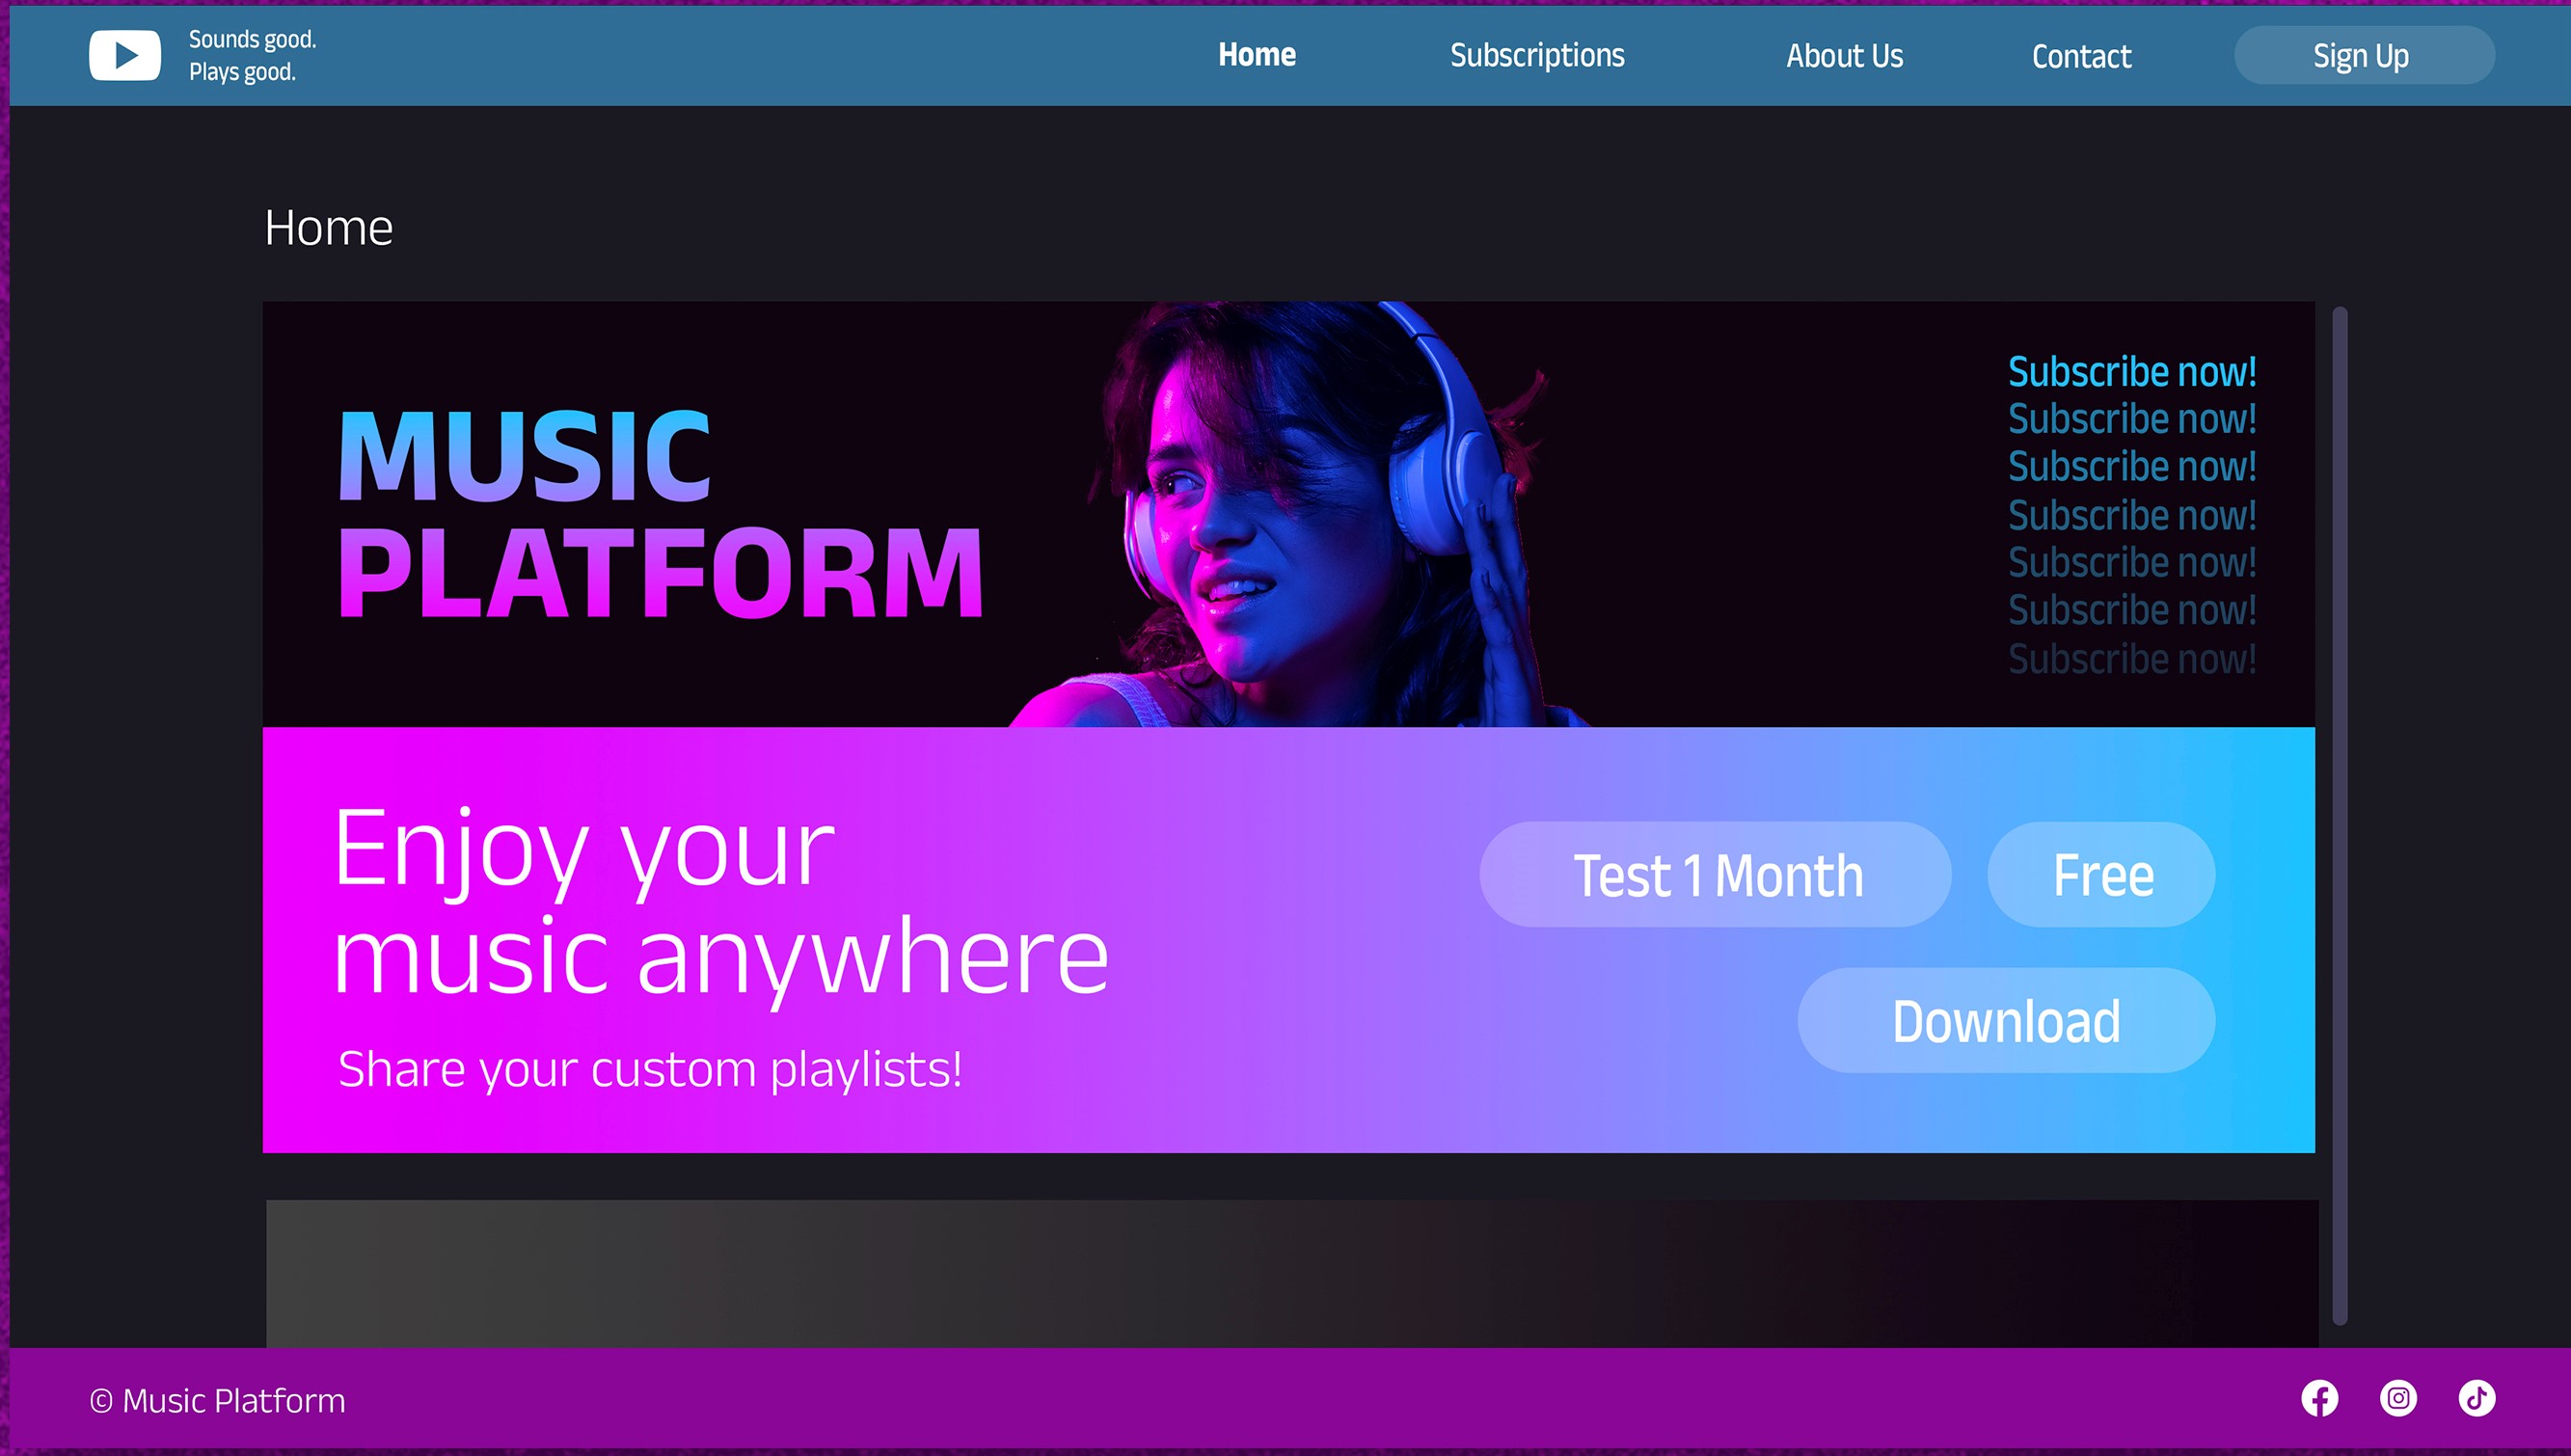 Sounds good.
Plays good.
Home
Subscriptions
About Us
Contact
Sign Up
Home
MUSIC
PLATFORM
Subscribe now!
Subscribe now!
Subscribe now!
Subscribe now!
Subscribe now!
Subscribe now!
Subscribe now!
Enjoy your
music anywhere
Share your custom playlists!
Test 1 Month
Free
Download
© Music Platform